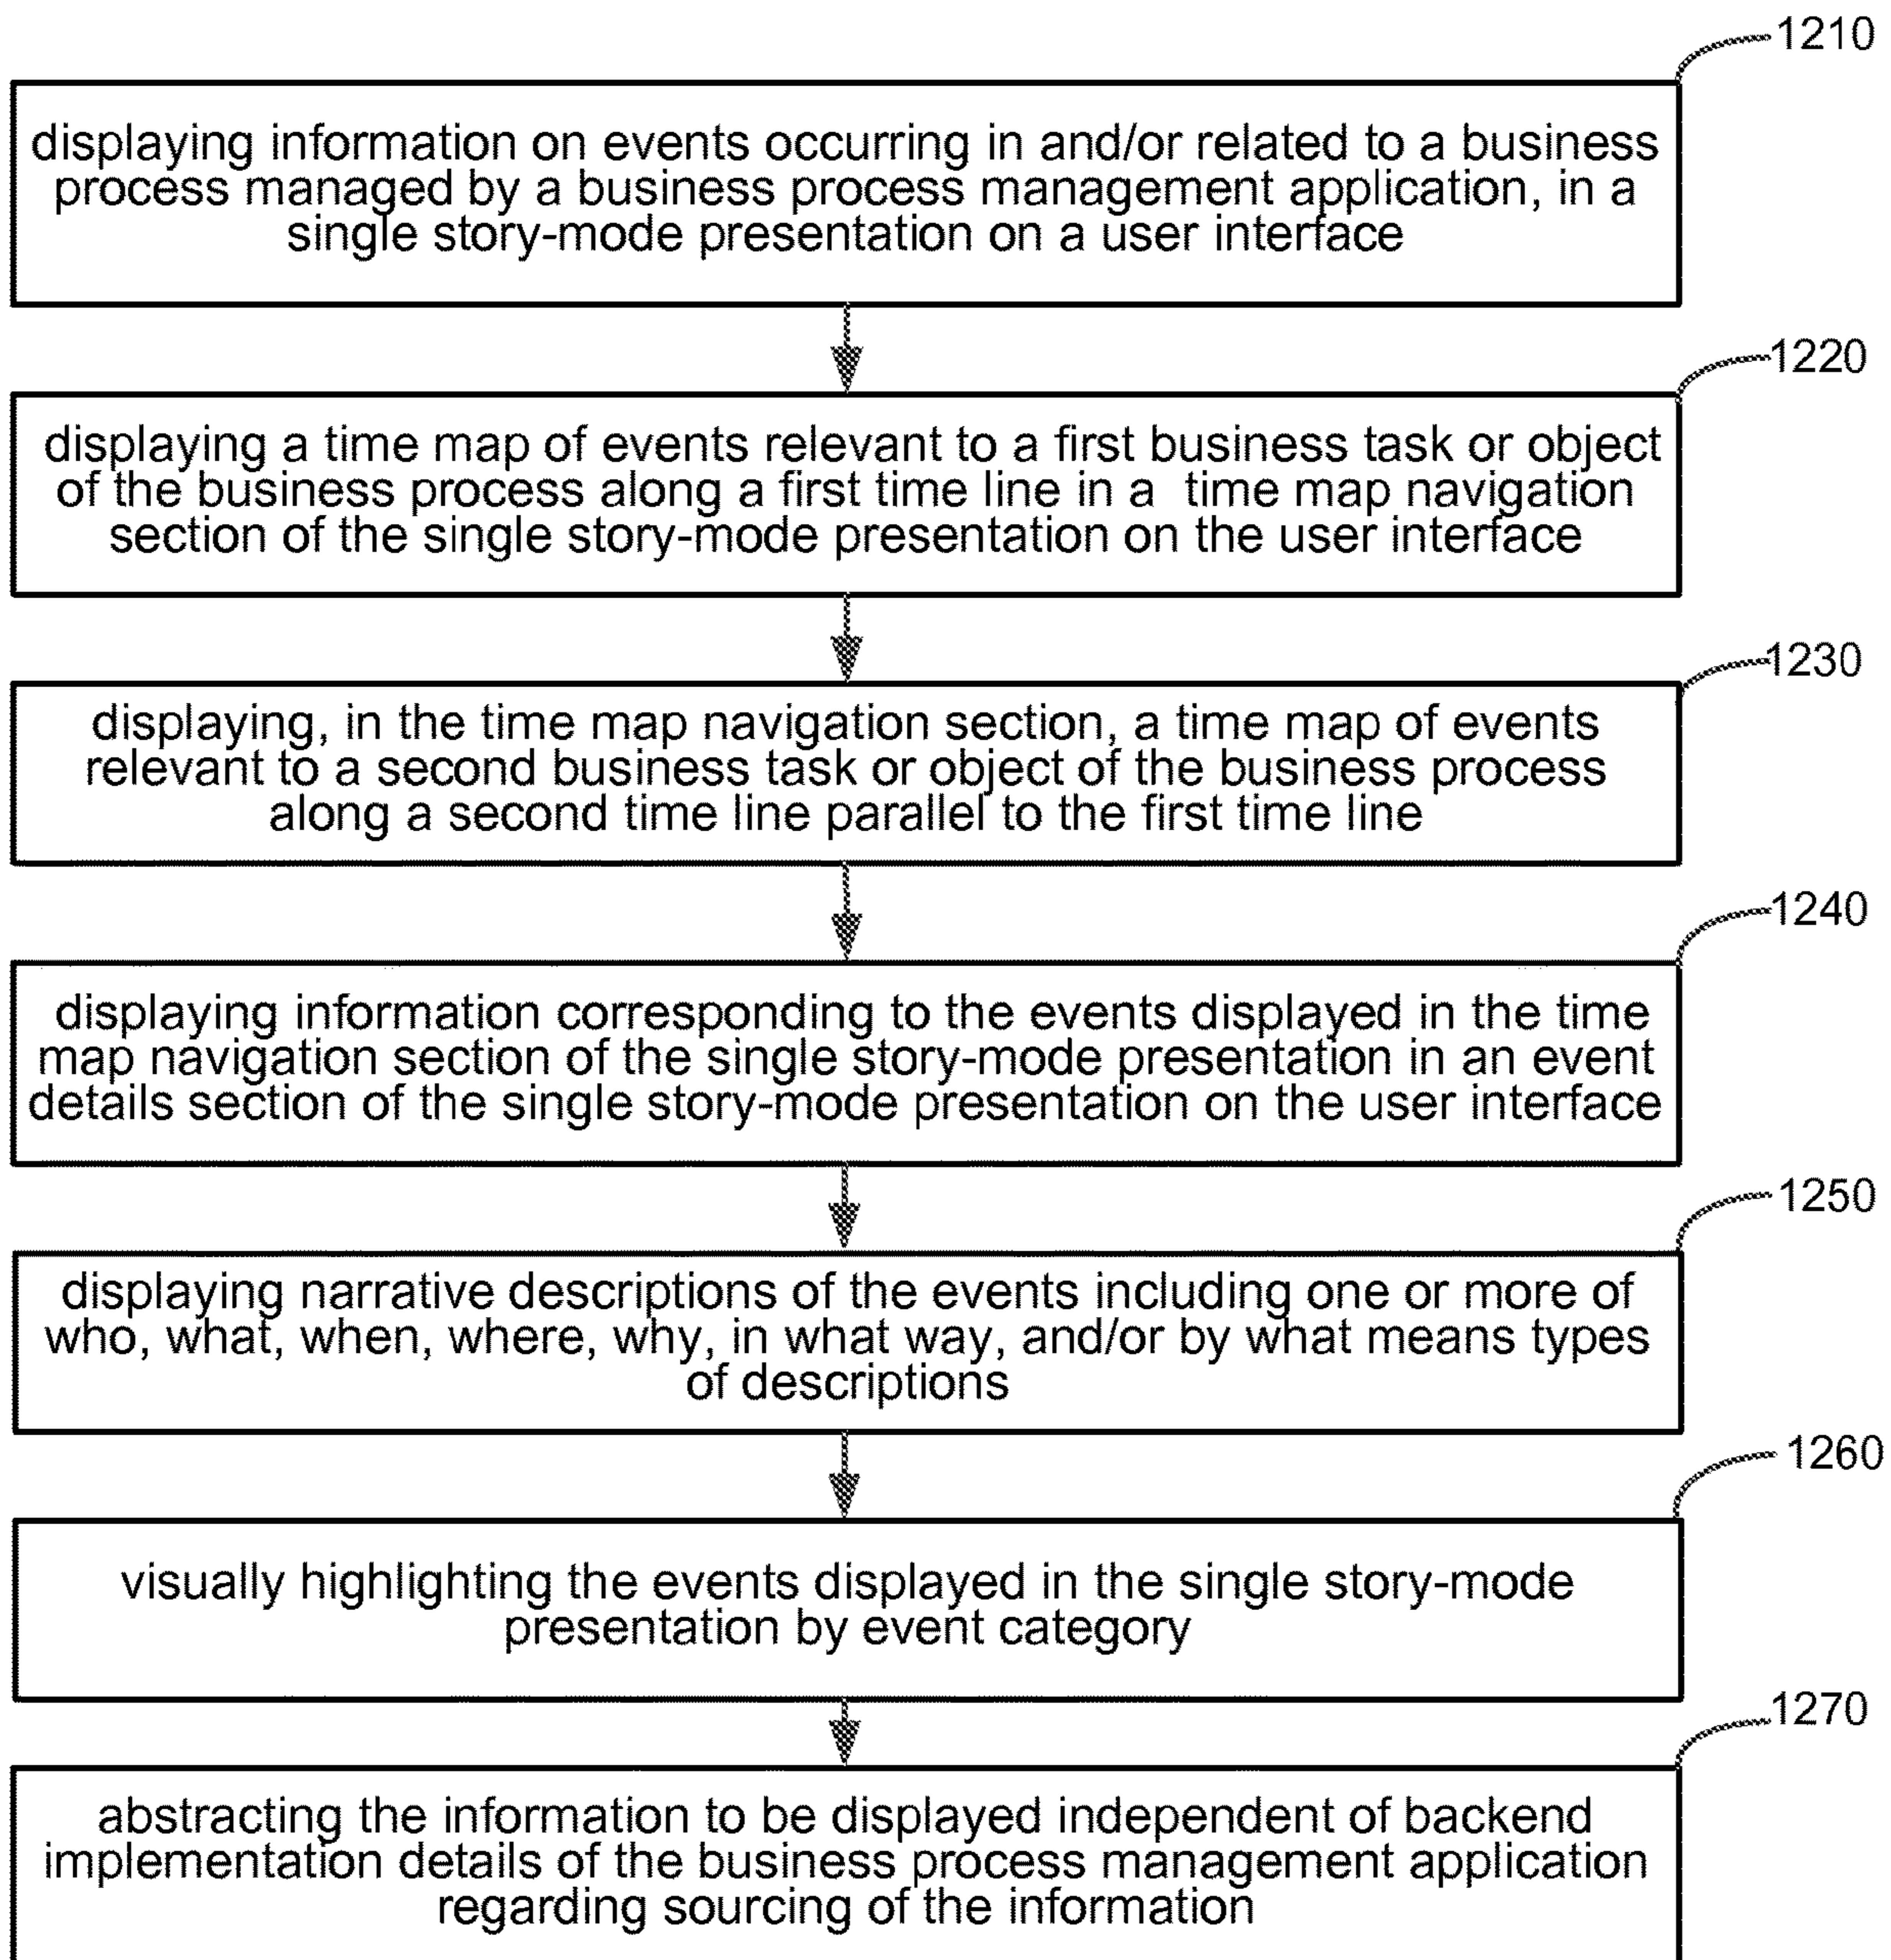 1210
displaying information on events occurring in and/or related to a business
process managed by a business process management application, in a
single story-mode presentation on a user interface
1220
displaying a time map of events relevant to a first business task or object
of the business process along a first time line in a time map navigation
section of the single story-mode presentation on the user interface
1230
displaying, in the time map navigation section, a time map of events
relevant to a second business task or object of the business process
along a second time line parallel to the first time line
1240
displaying information corresponding to the events displayed in the time
map navigation section of the single story-mode presentation in an event
details section of the single story-mode presentation on the user interface
1250
displaying narrative descriptions of the events including one or more of
who, what, when, where, why, in what way, and/or by what means types
of descriptions
1260
visually highlighting the events displayed in the single story-mode
presentation by event category
1270
abstracting the information to be displayed independent of backend
implementation details of the business process management application
regarding sourcing of the information